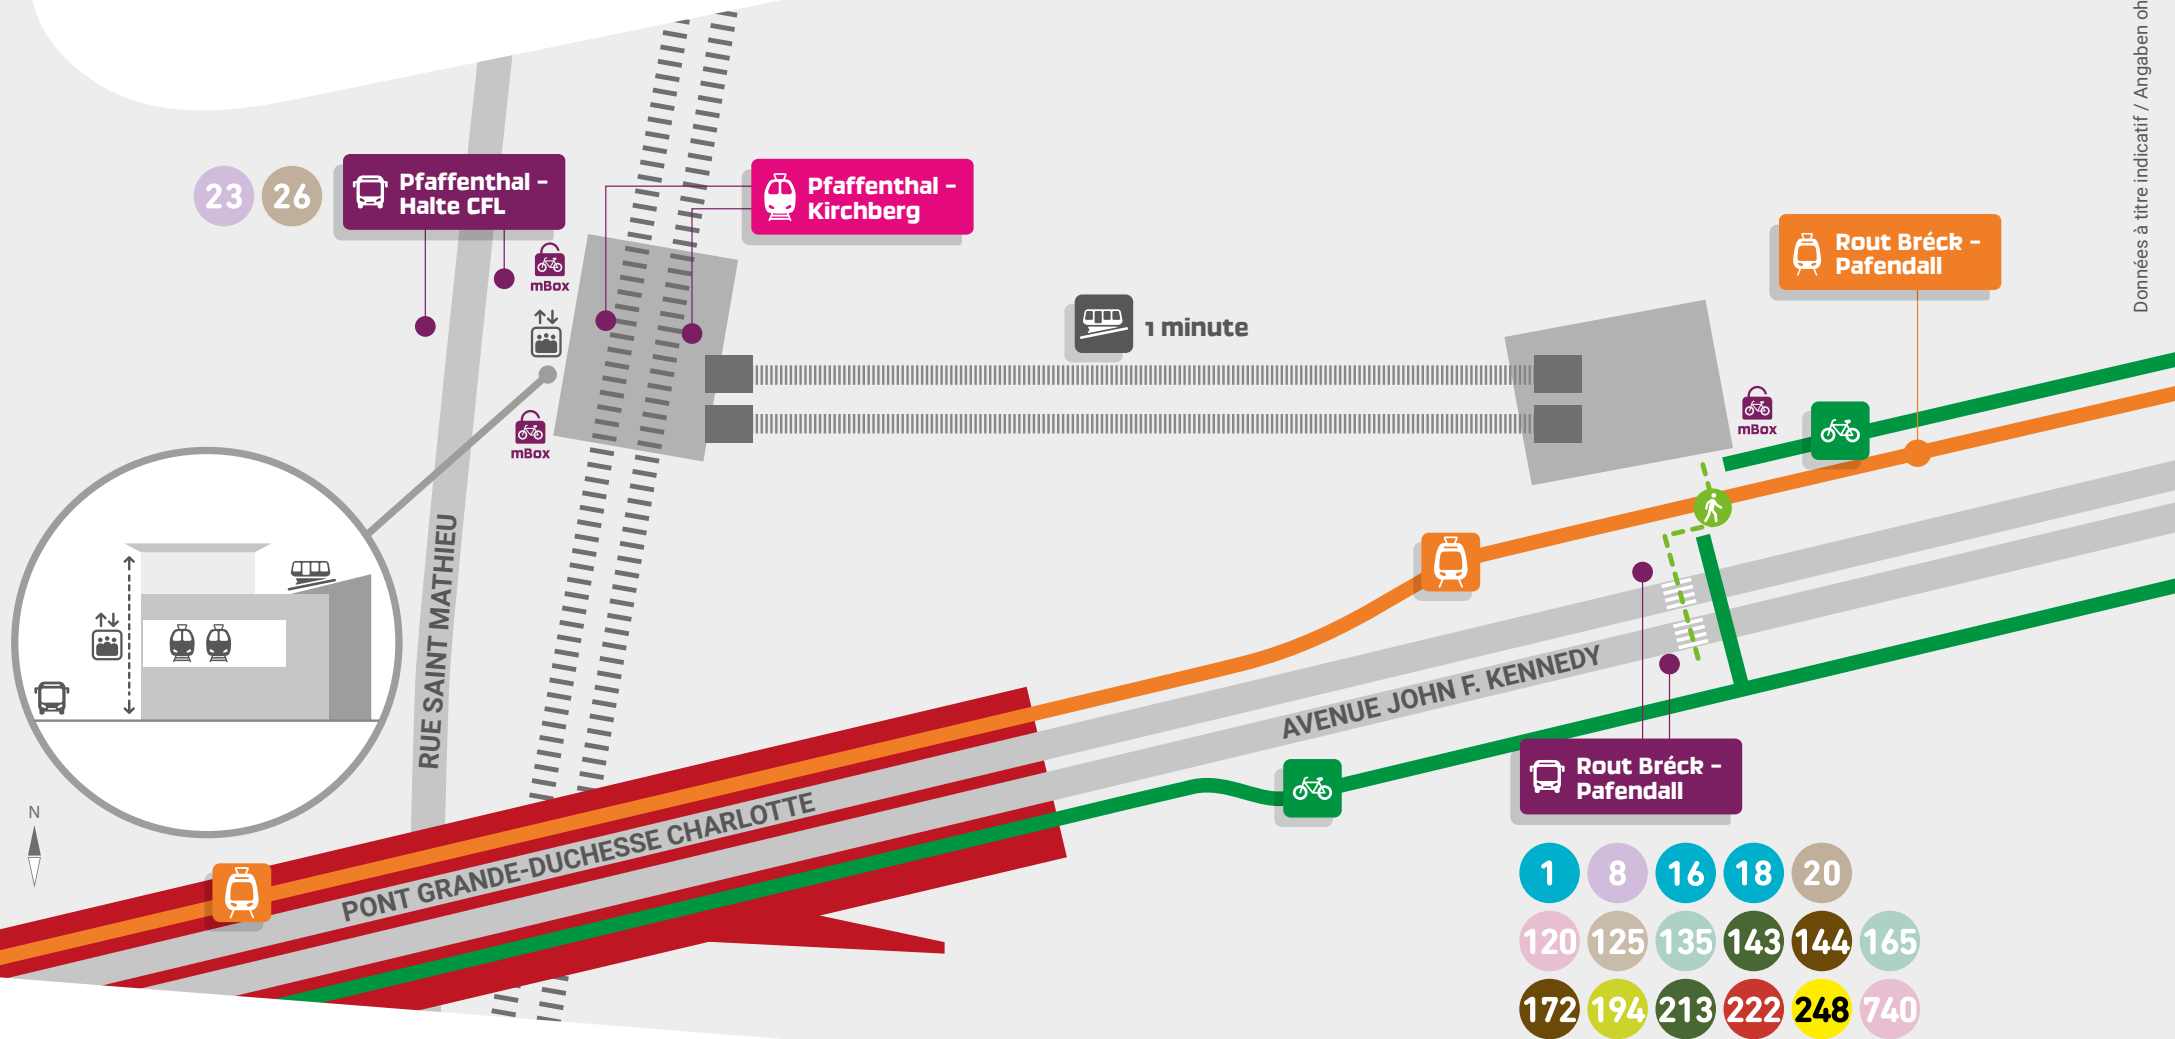 Données à titre indicatif / Angaben oh
23 26
Pfaffenthal –
Halte CFL
Pfaffenthal –
Kirchberg
Rout Bréck –
Pafendall
mBox
1 minute
mBox
mBox
RUE SAINT MATHIEU
AVENUE JOHN F. KENNEDY
PONT GRANDE-DUCHESSE CHARLOTTE
N
Rout Bréck –
Pafendall
1 8 16 18 20
120 125 135 143 144 165
172 194 213 222 248 740